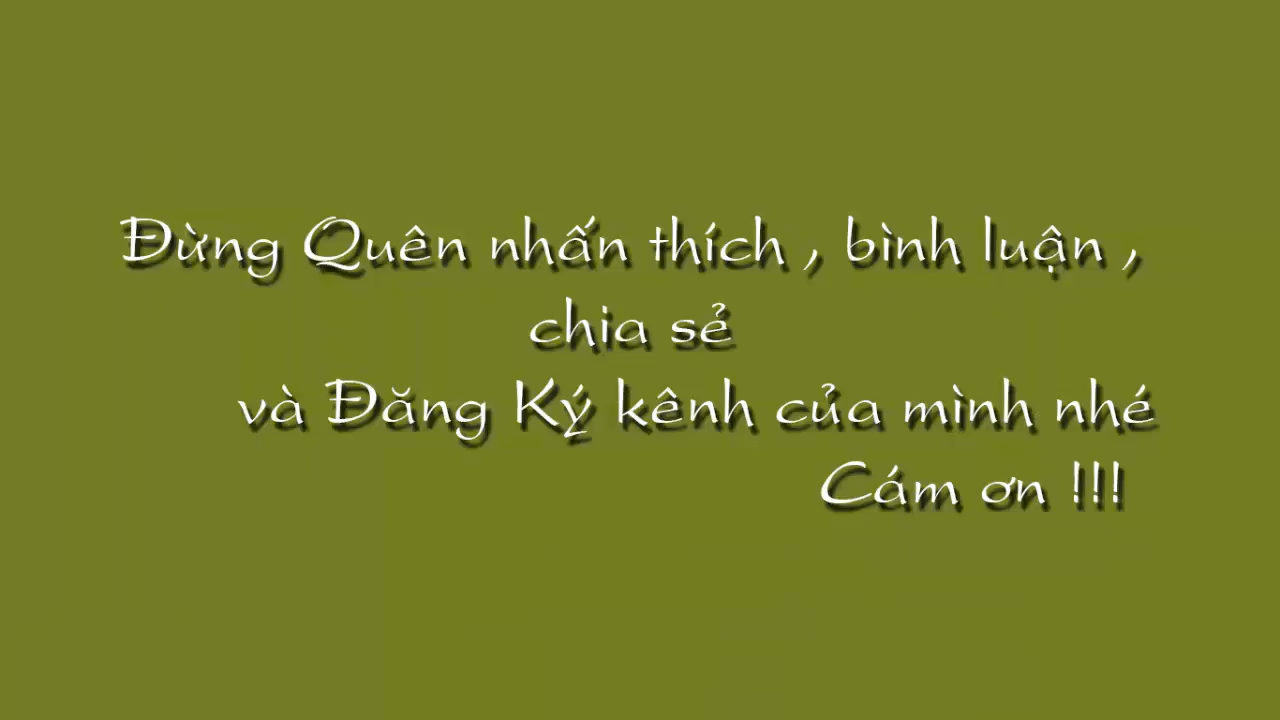 Đừng Quên nhấn thích , bình luận ,
chia sẻ
và Đăng Ký kênh của mình nhé
Cám ơn !!!